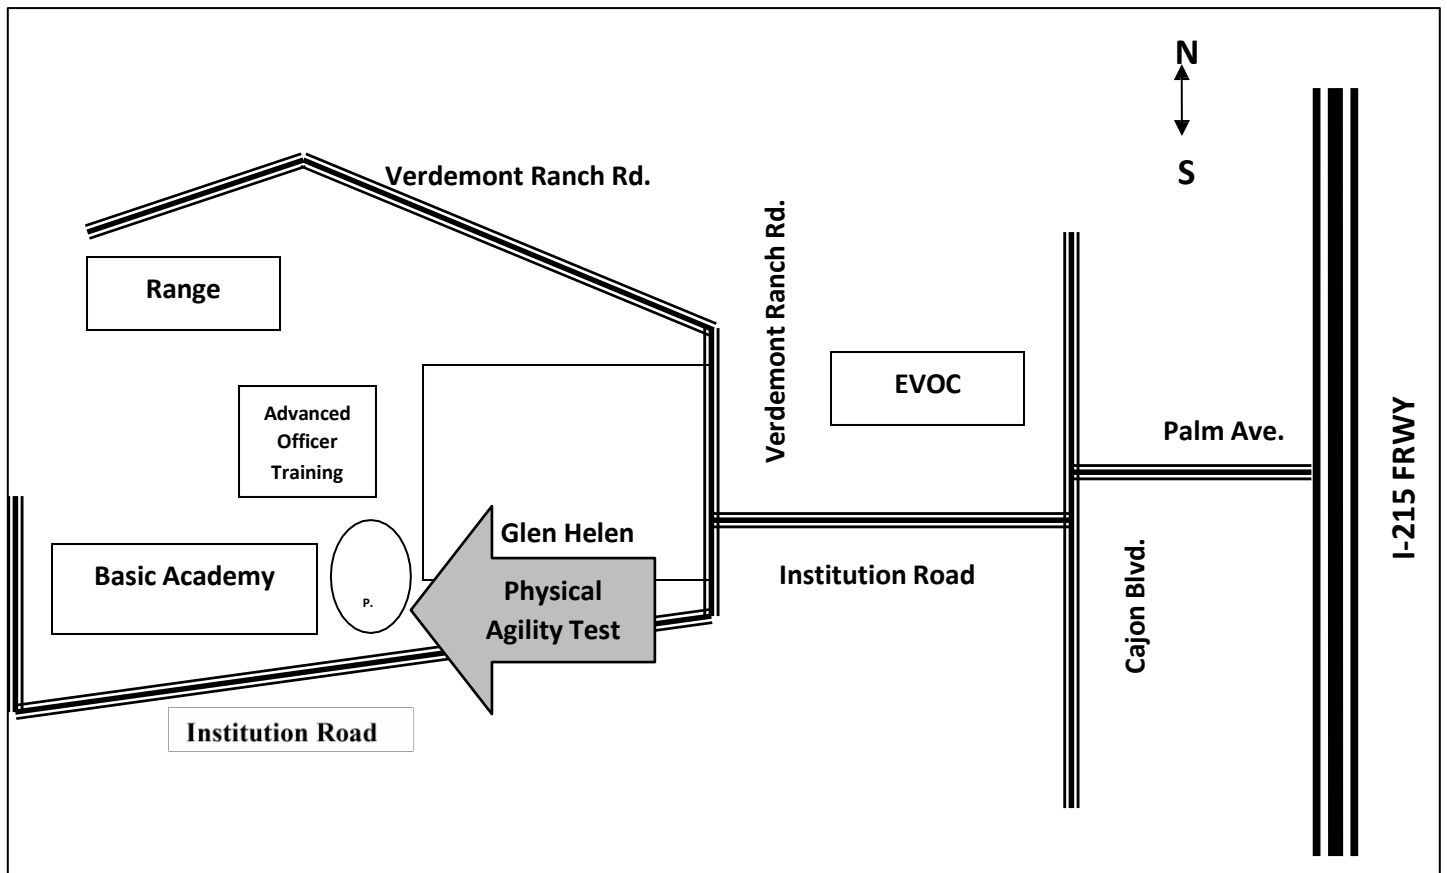 N
S
Verdemont Ranch Rd.
Verdemont Ranch Rd.
Range
EVOC
Advanced
Officer
Training
Palm Ave.
I-215 FRWY
Glen Helen
Basic Academy
P.
Physical
Agility Test
Institution Road
Cajon Blvd.
Institution Road